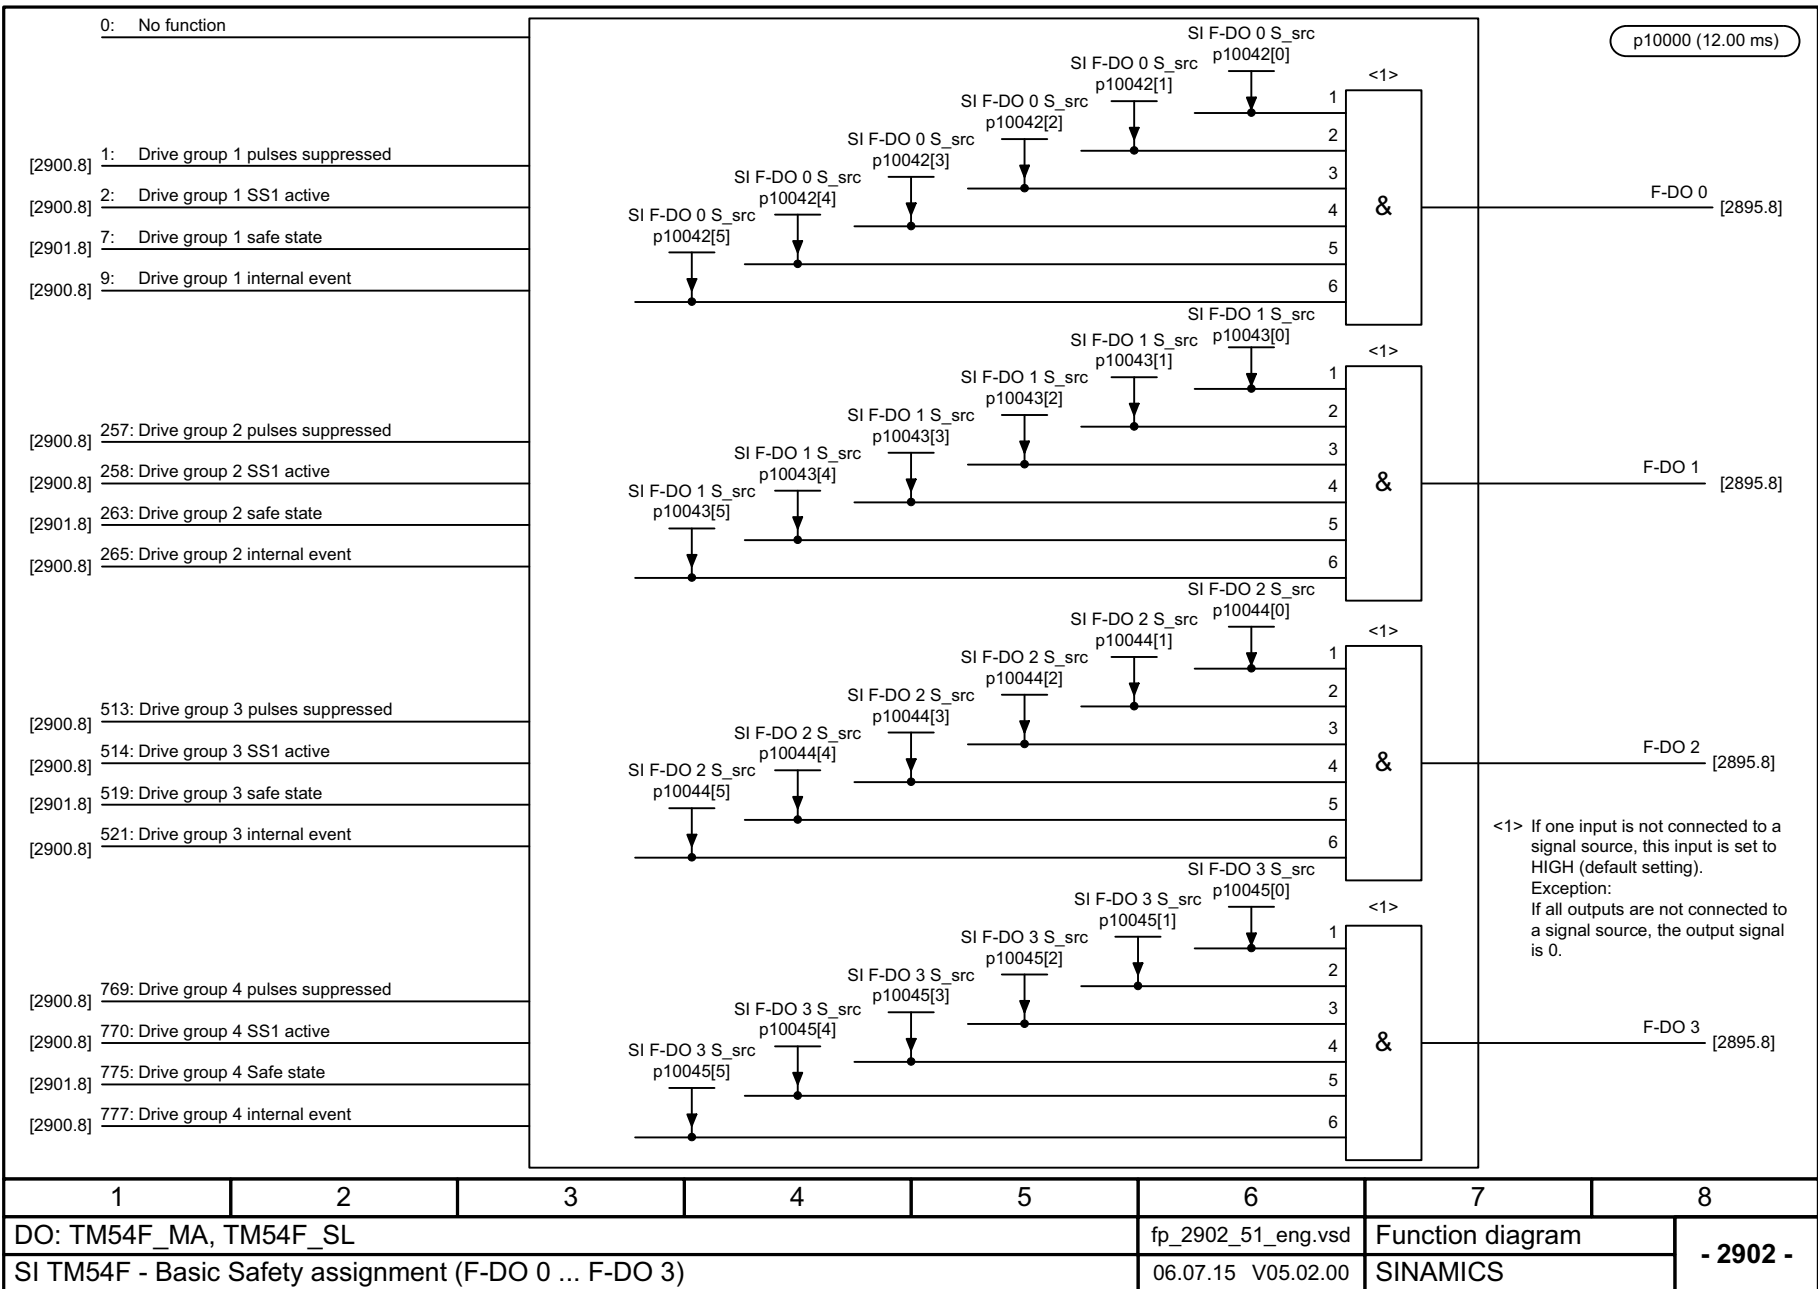 0: No function
p10000 (12.00 ms)
[2900.8] 1: Drive group 1 pulses suppressed
[2900.8] 2: Drive group 1 SS1 active
[2901.8] 7: Drive group 1 safe state
[2900.8] 9: Drive group 1 internal event
SI F-DO 0 S_src
p10042[0]
SI F-DO 0 S_src
p10042[1]
SI F-DO 0 S_src
p10042[2]
SI F-DO 0 S_src
p10042[3]
SI F-DO 0 S_src
p10042[4]
SI F-DO 0 S_src
p10042[5]
<1>
1
2
3
4
5
6
&
F-DO 0 [2895.8]
[2900.8] 257: Drive group 2 pulses suppressed
[2900.8] 258: Drive group 2 SS1 active
[2901.8] 263: Drive group 2 safe state
[2900.8] 265: Drive group 2 internal event
SI F-DO 1 S_src
p10043[0]
SI F-DO 1 S_src
p10043[1]
SI F-DO 1 S_src
p10043[2]
SI F-DO 1 S_src
p10043[3]
SI F-DO 1 S_src
p10043[4]
SI F-DO 1 S_src
p10043[5]
<1>
1
2
3
4
5
6
&
F-DO 1 [2895.8]
[2900.8] 513: Drive group 3 pulses suppressed
[2900.8] 514: Drive group 3 SS1 active
[2901.8] 519: Drive group 3 safe state
[2900.8] 521: Drive group 3 internal event
SI F-DO 2 S_src
p10044[0]
SI F-DO 2 S_src
p10044[1]
SI F-DO 2 S_src
p10044[2]
SI F-DO 2 S_src
p10044[3]
SI F-DO 2 S_src
p10044[4]
SI F-DO 2 S_src
p10044[5]
<1>
1
2
3
4
5
6
&
F-DO 2 [2895.8]
<1> If one input is not connected to a
signal source, this input is set to
HIGH (default setting).
Exception:
If all outputs are not connected to
a signal source, the output signal
is 0.
[2900.8] 769: Drive group 4 pulses suppressed
[2900.8] 770: Drive group 4 SS1 active
[2901.8] 775: Drive group 4 Safe state
[2900.8] 777: Drive group 4 internal event
SI F-DO 3 S_src
p10045[0]
SI F-DO 3 S_src
p10045[1]
SI F-DO 3 S_src
p10045[2]
SI F-DO 3 S_src
p10045[3]
SI F-DO 3 S_src
p10045[4]
SI F-DO 3 S_src
p10045[5]
<1>
1
2
3
4
5
6
&
F-DO 3 [2895.8]
1 2 3 4 5 6 7 8
DO: TM54F_MA, TM54F_SL
fp_2902_51_eng.vsd
Function diagram
- 2902 -
SI TM54F - Basic Safety assignment (F-DO 0 ... F-DO 3)
06.07.15 V05.02.00
SINAMICS